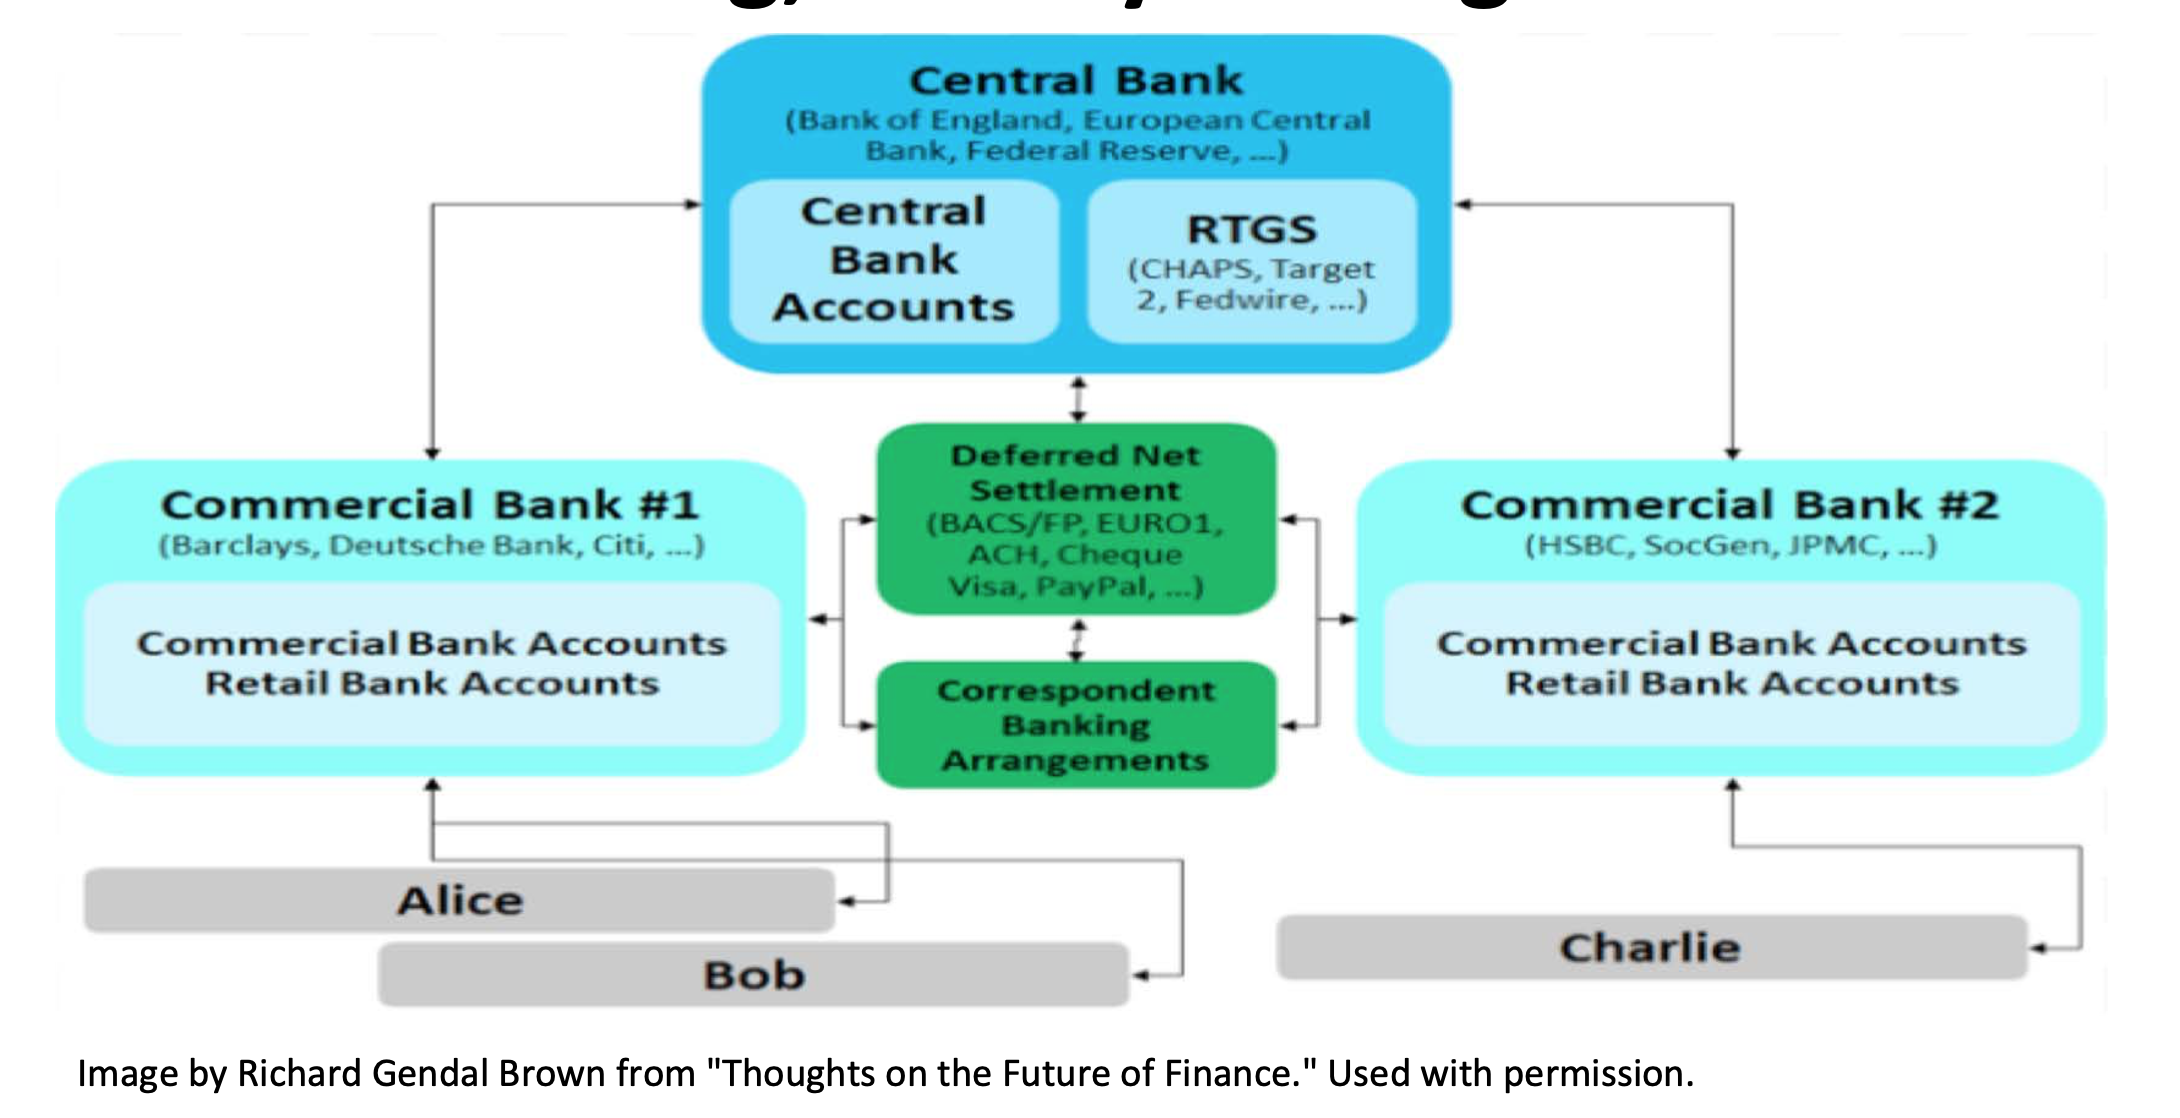 Central Bank
(Bank of England, European Central
Bank, Federal Reserve, ...)
Central
Bank
Accounts
RTGS
(CHAPS, Target
2, Fedwire, ...)
Commercial Bank #1
(Barclays, Deutsche Bank, Citi, ...)
Commercial Bank Accounts
Retail Bank Accounts
Deferred Net
Settlement
(BACS/FP, EURO1,
ACH, Cheque
Visa, PayPal, ...)
Correspondent
Banking
Arrangements
Commercial Bank #2
(HSBC, SocGen, JPMC, ...)
Commercial Bank Accounts
Retail Bank Accounts
Alice
Bob
Charlie
Image by Richard Gendal Brown from "Thoughts on the Future of Finance." Used with permission.